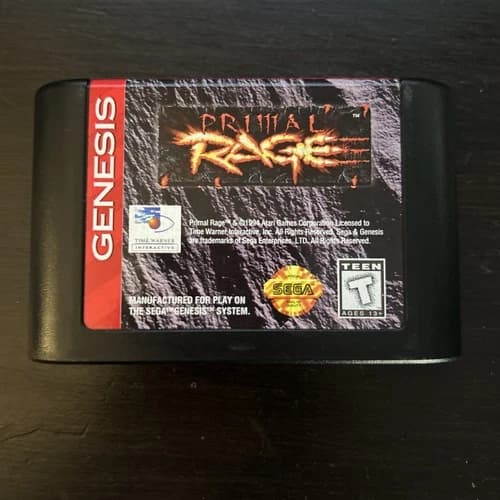 GENESIS
PRIMAL
RAGE™
Primal Rage™ & ©1994 Atari Games Corporation Licensed to
Time Warner Interactive, Inc. All Rights Reserved. Sega & Genesis
are trademarks of Sega Enterprises, LTD. All Rights Reserved.
TIME WARNER
INTERACTIVE
SEGA
TEEN
T
AGES 13+
MANUFACTURED FOR PLAY ON
THE SEGA™ GENESIS™ SYSTEM.